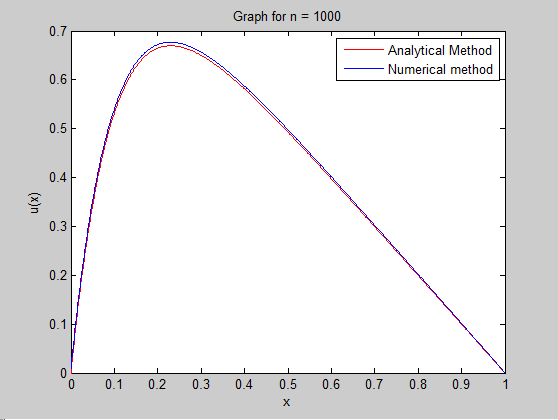 Graph for n = 1000
Analytical Method
Numerical method
0.7
0.6
0.5
0.4
0.3
0.2
0.1
0
u(x)
0 0.1 0.2 0.3 0.4 0.5 0.6 0.7 0.8 0.9 1
x